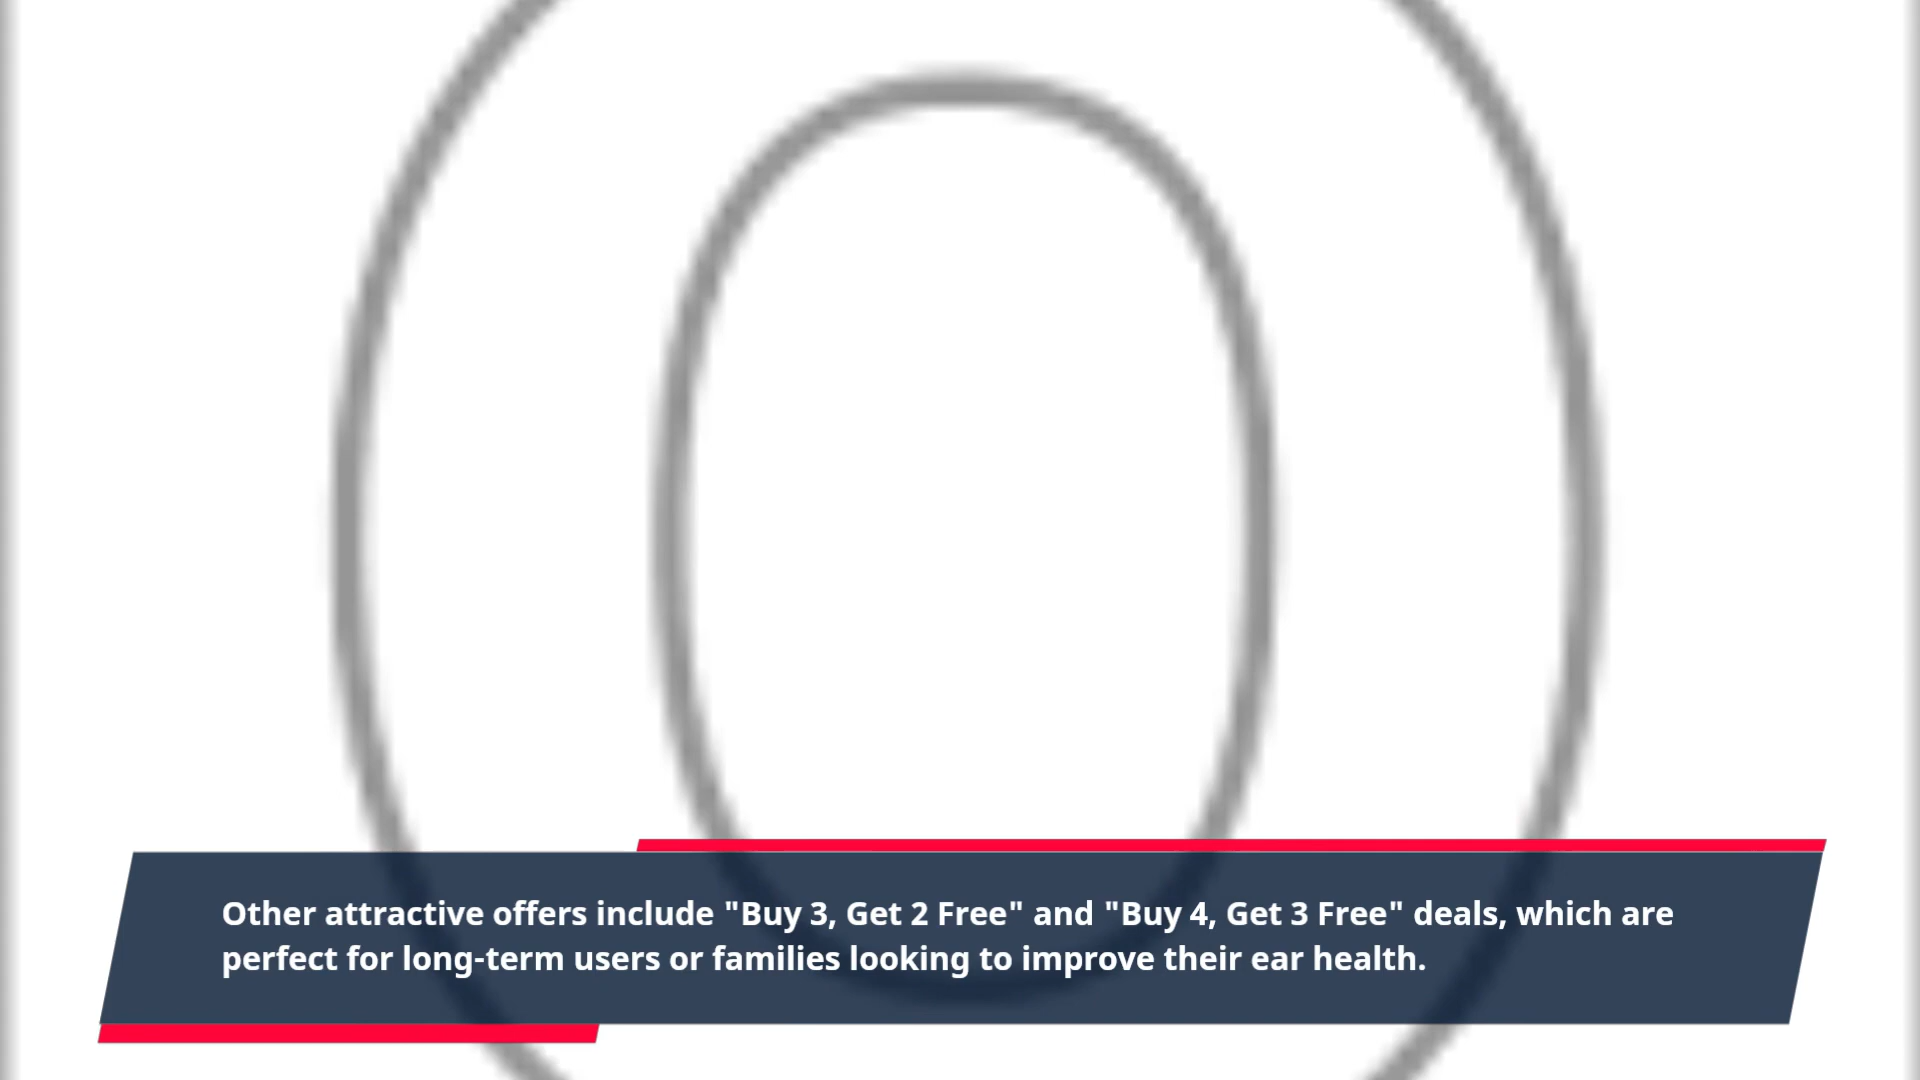 Other attractive offers include "Buy 3, Get 2 Free" and "Buy 4, Get 3 Free" deals, which are
perfect for long-term users or families looking to improve their ear health.